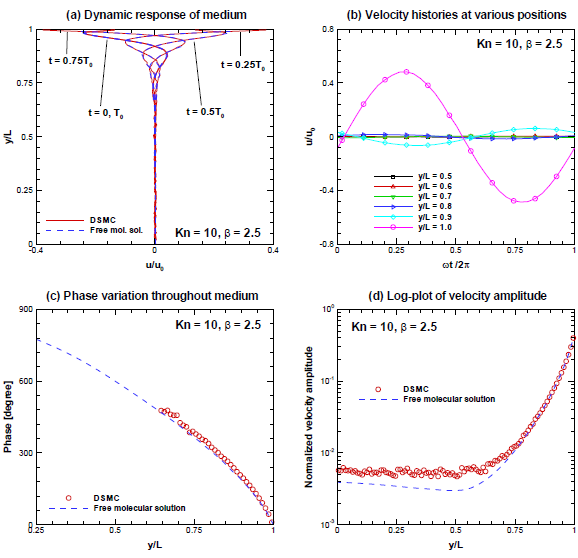 (a) Dynamic response of medium
1
0.75
0.5
0.25
0
y/L
t = 0.75T0
t = 0.25T0
t = 0, T0
t = 0.5T0
DSMC
Free mol. sol.
Kn = 10, β = 2.5
-0.4
0
0.4
u/u0
(b) Velocity histories at various positions
0.8
0.4
0
-0.4
-0.8
u/u0
Kn = 10, β = 2.5
y/L = 0.5
y/L = 0.6
y/L = 0.7
y/L = 0.8
y/L = 0.9
y/L = 1.0
0
0.25
0.5
0.75
1
ωt /2π
(c) Phase variation throughout medium
900
600
300
0
Phase [degree]
Kn = 10, β = 2.5
DSMC
Free molecular solution
0.25
0.5
0.75
1
y/L
(d) Log-plot of velocity amplitude
10^0
10^-1
10^-2
10^-3
Normalized velocity amplitude
Kn = 10, β = 2.5
DSMC
Free molecular solution
0
0.25
0.5
0.75
1
y/L